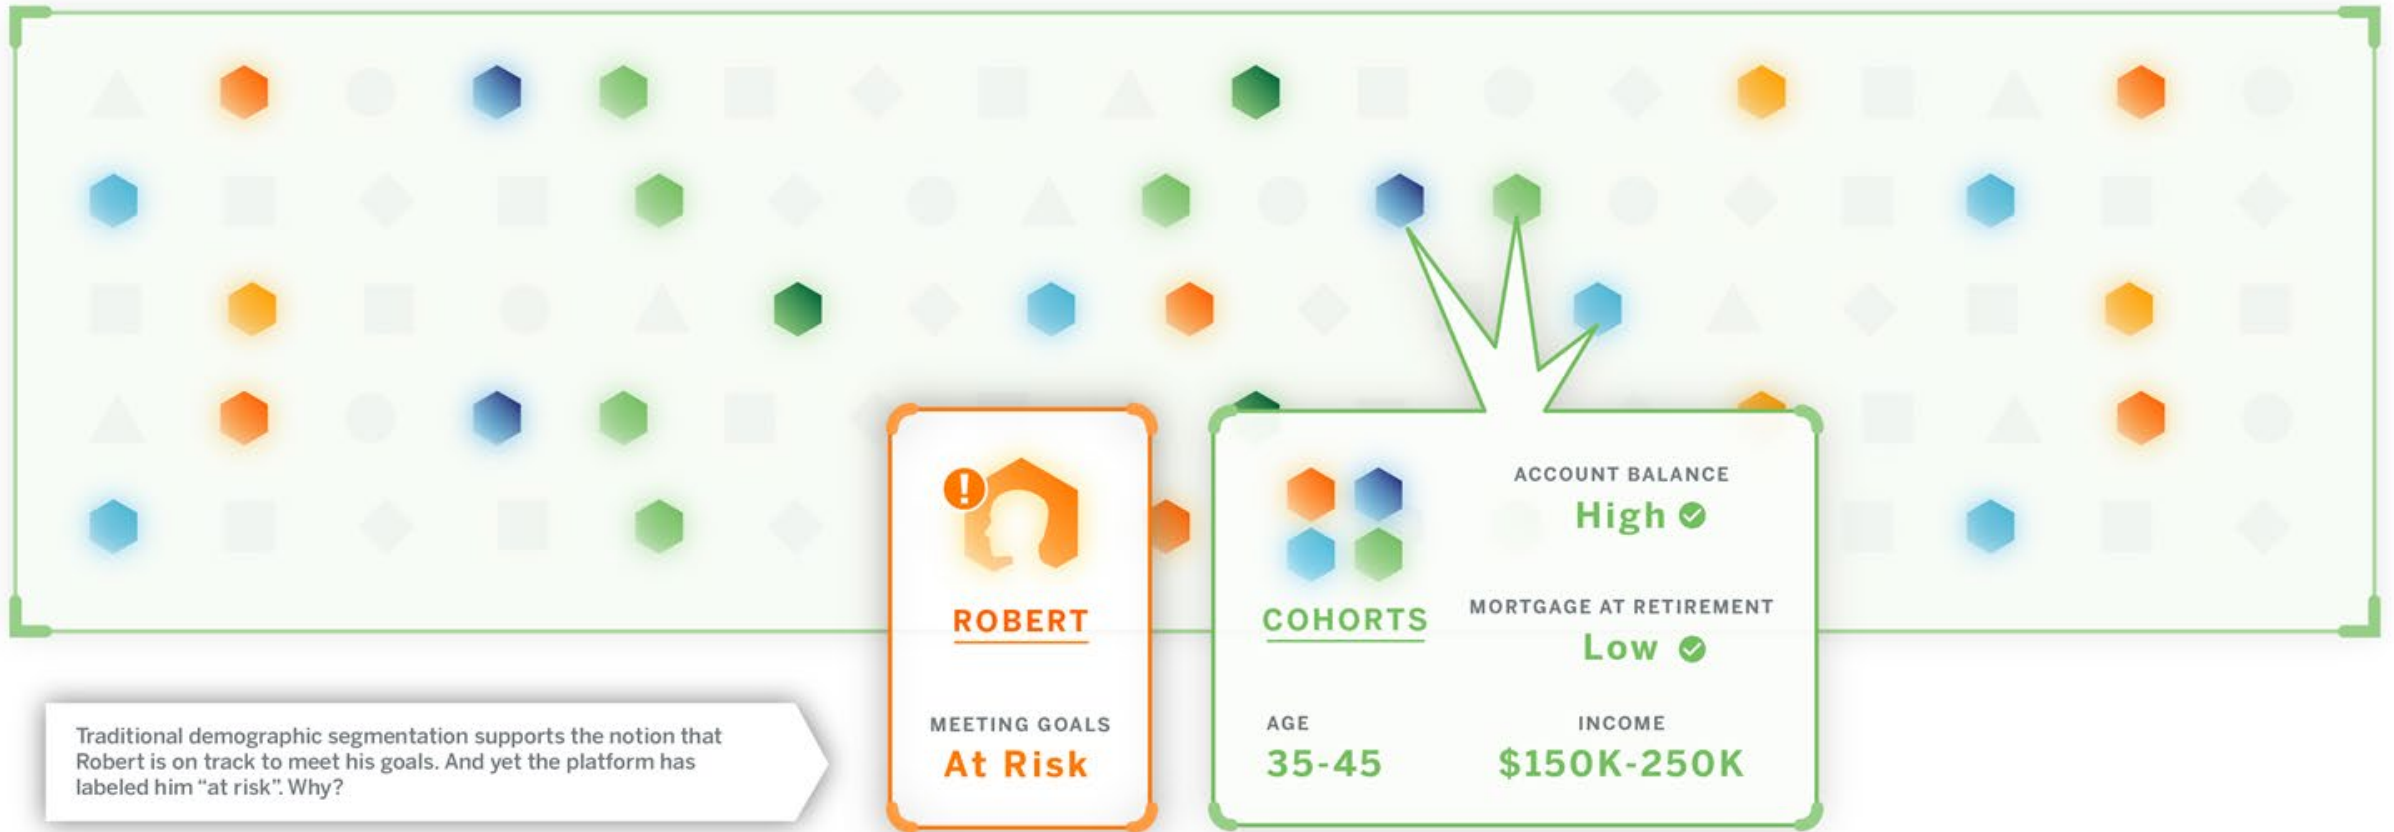 !
ROBERT
MEETING GOALS
At Risk
COHORTS
ACCOUNT BALANCE
High
MORTGAGE AT RETIREMENT
Low
AGE
35-45
INCOME
$150K-250K
Traditional demographic segmentation supports the notion that
Robert is on track to meet his goals. And yet the platform has
labeled him “at risk”. Why?